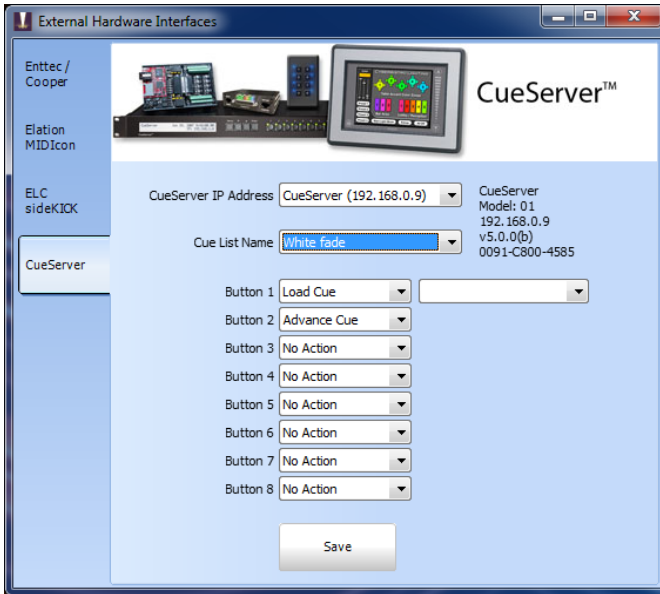 External Hardware Interfaces
Enttec /
Cooper
Elation
MIDIcon
ELC
sideKICK
CueServer
CueServer™
CueServer IP Address CueServer (192.168.0.9)
CueServer
Model: 01
192.168.0.9
v5.0.0(b)
0091-C800-4585
Cue List Name White fade
Button 1 Load Cue
Button 2 Advance Cue
Button 3 No Action
Button 4 No Action
Button 5 No Action
Button 6 No Action
Button 7 No Action
Button 8 No Action
Save